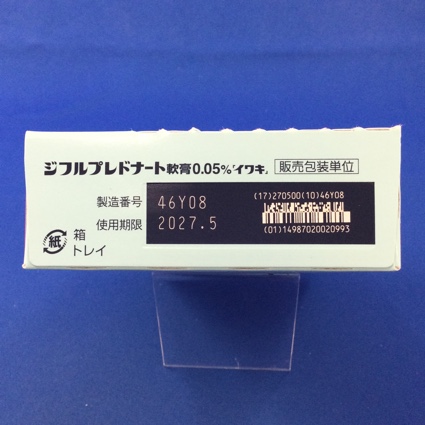 ジフルプレドナート軟膏0.05%「イワキ」 販売包装単位
製造番号 46Y08
使用期限 2027.5
(17)270500(10)46Y08
(01)14987020020993
紙 箱
トレイ